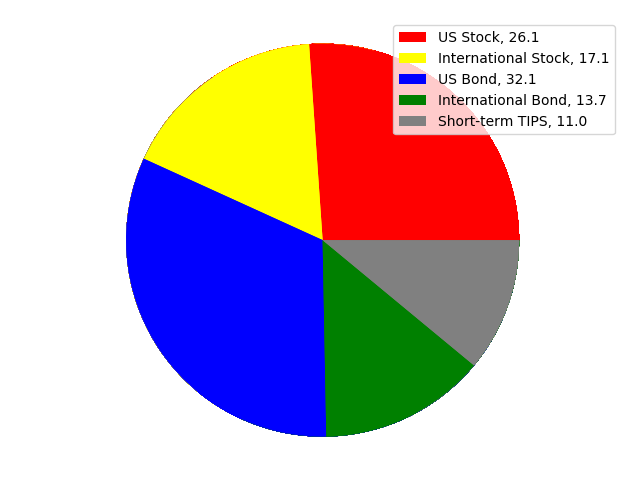 US Stock, 26.1
International Stock, 17.1
US Bond, 32.1
International Bond, 13.7
Short-term TIPS, 11.0